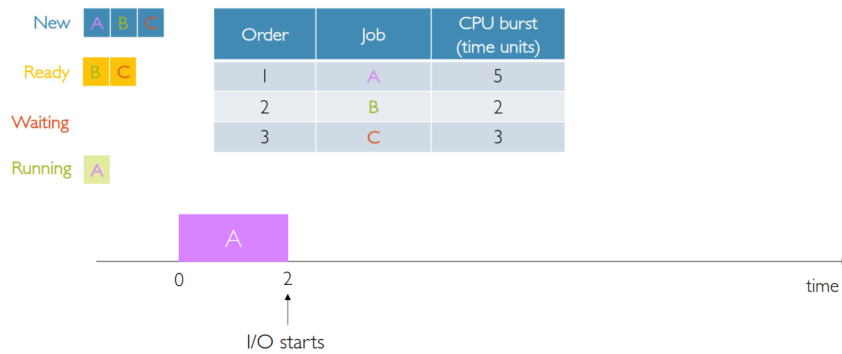 New A B C
Ready B C
Waiting
Running A
Order Job CPU burst (time units)
1 A 5
2 B 2
3 C 3
A
0 2 time
I/O starts